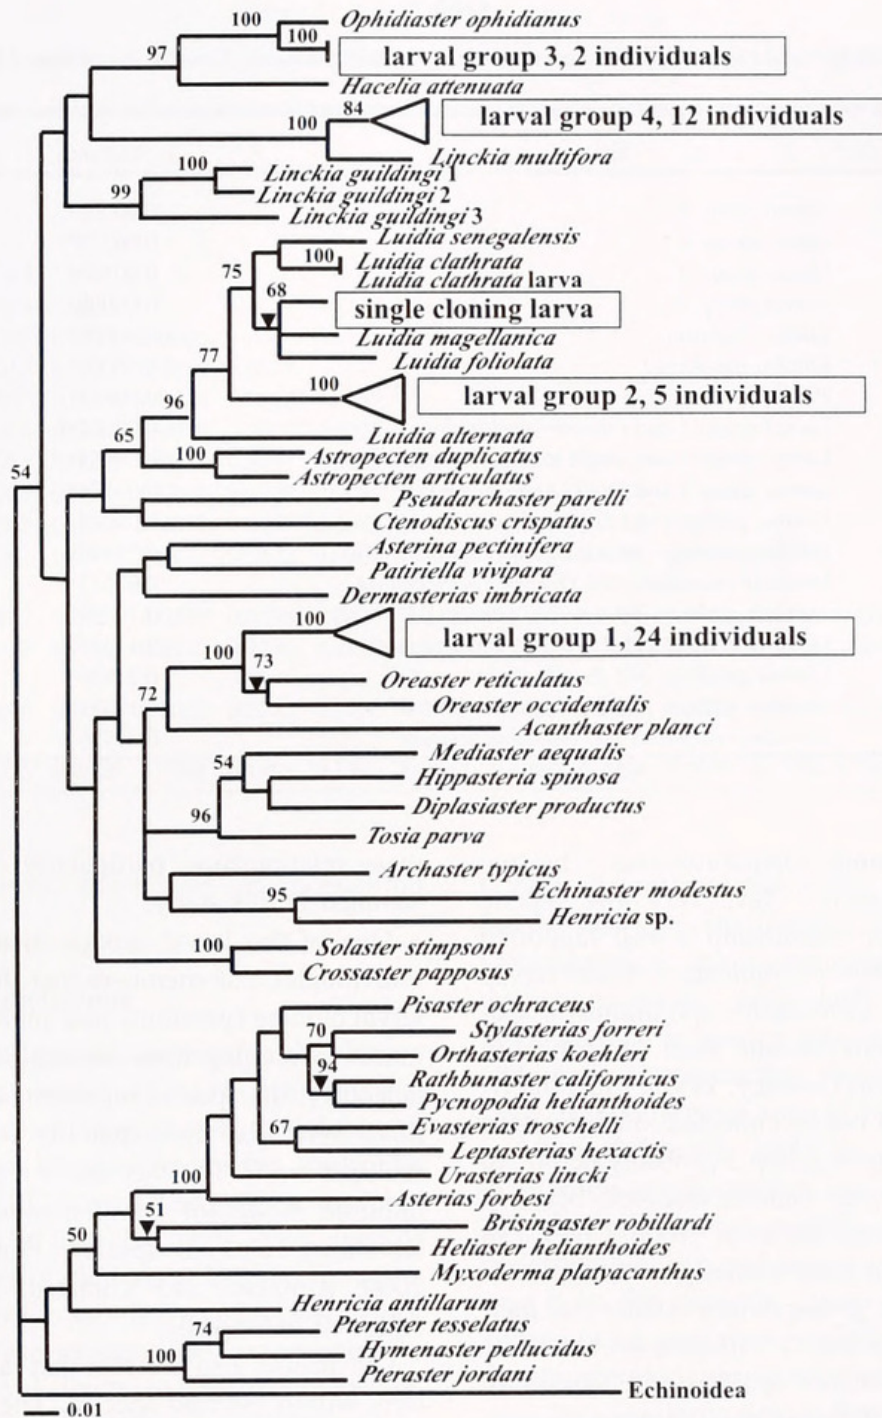 100
Ophidiaster ophidianus
100
97
larval group 3, 2 individuals
Hacelia attenuata
84
larval group 4, 12 individuals
100
Linckia multifora
100
Linckia guildingi 1
99
Linckia guildingi 2
Linckia guildingi 3
Luidia senegalensis
75
100
Luidia clathrata
Luidia clathrata larva
68
single cloning larva
Luidia magellanica
77
Luidia foliolata
100
larval group 2, 5 individuals
96
Luidia alternata
65
100
Astropecten duplicatus
Astropecten articulatus
54
Pseudarchaster parelli
Ctenodiscus crispatus
Asterina pectinifera
Patiriella vivipara
Dermasterias imbricata
100
larval group 1, 24 individuals
100
73
Oreaster reticulatus
72
Oreaster occidentalis
Acanthaster planci
54
Mediaster aequalis
Hippasteria spinosa
Diplasiaster productus
96
Tosia parva
Archaster typicus
95
Echinaster modestus
Henricia sp.
100
Solaster stimpsoni
Crossaster papposus
Pisaster ochraceus
70
Stylasterias forreri
Orthasterias koehleri
94
Rathbunaster californicus
Pycnopodia helianthoides
67
Evasterias troschelli
Leptasterias hexactis
100
Urasterias lincki
Asterias forbesi
51
Brisingaster robillardi
50
Heliaster helianthoides
Myxoderma platyacanthus
Henricia antillarum
74
Pteraster tesselatus
Hymenaster pellucidus
100
Pteraster jordani
Echinoidea
0.01